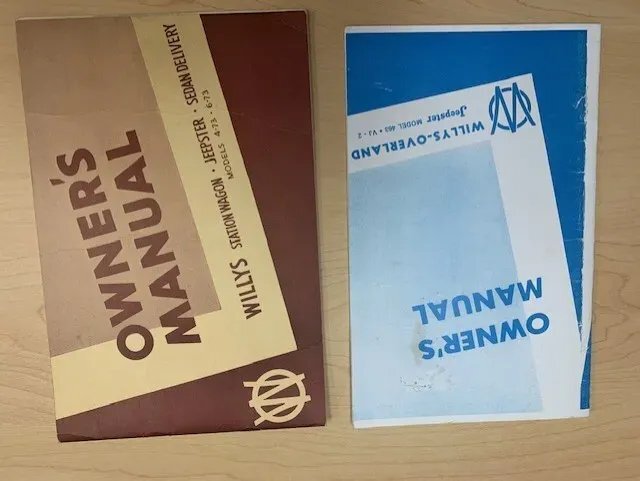 OWNER'S
MANUAL
WILLYS STATION WAGON • JEEPSTER • SEDAN DELIVERY
MODELS 4-73 • 6-73
WILLYS-OVERLAND
Jeepster MODEL 463 • VJ-2
OWNER'S
MANUAL